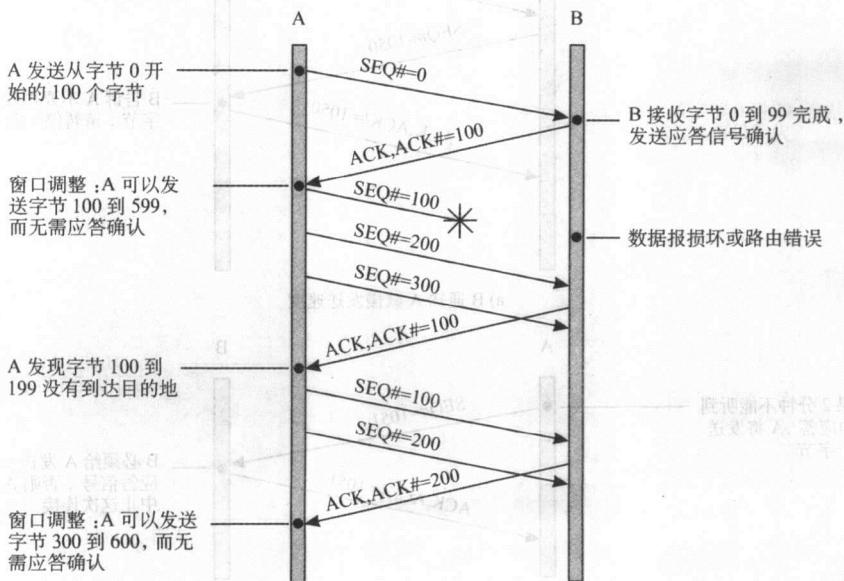 A
B
A 发送从字节 0 开
始的 100 个字节
SEQ#=0
B 接收字节 0 到 99 完成，
发送应答信号确认
ACK,ACK#=100
窗口调整：A 可以发
送字节 100 到 599，
而无需应答确认
SEQ#=100
SEQ#=200
数据报损坏或路由错误
SEQ#=300
ACK,ACK#=100
A 发现字节 100 到
199 没有到达目的地
SEQ#=100
SEQ#=200
ACK,ACK#=200
窗口调整：A 可以发送
字节 300 到 600，而无
需应答确认